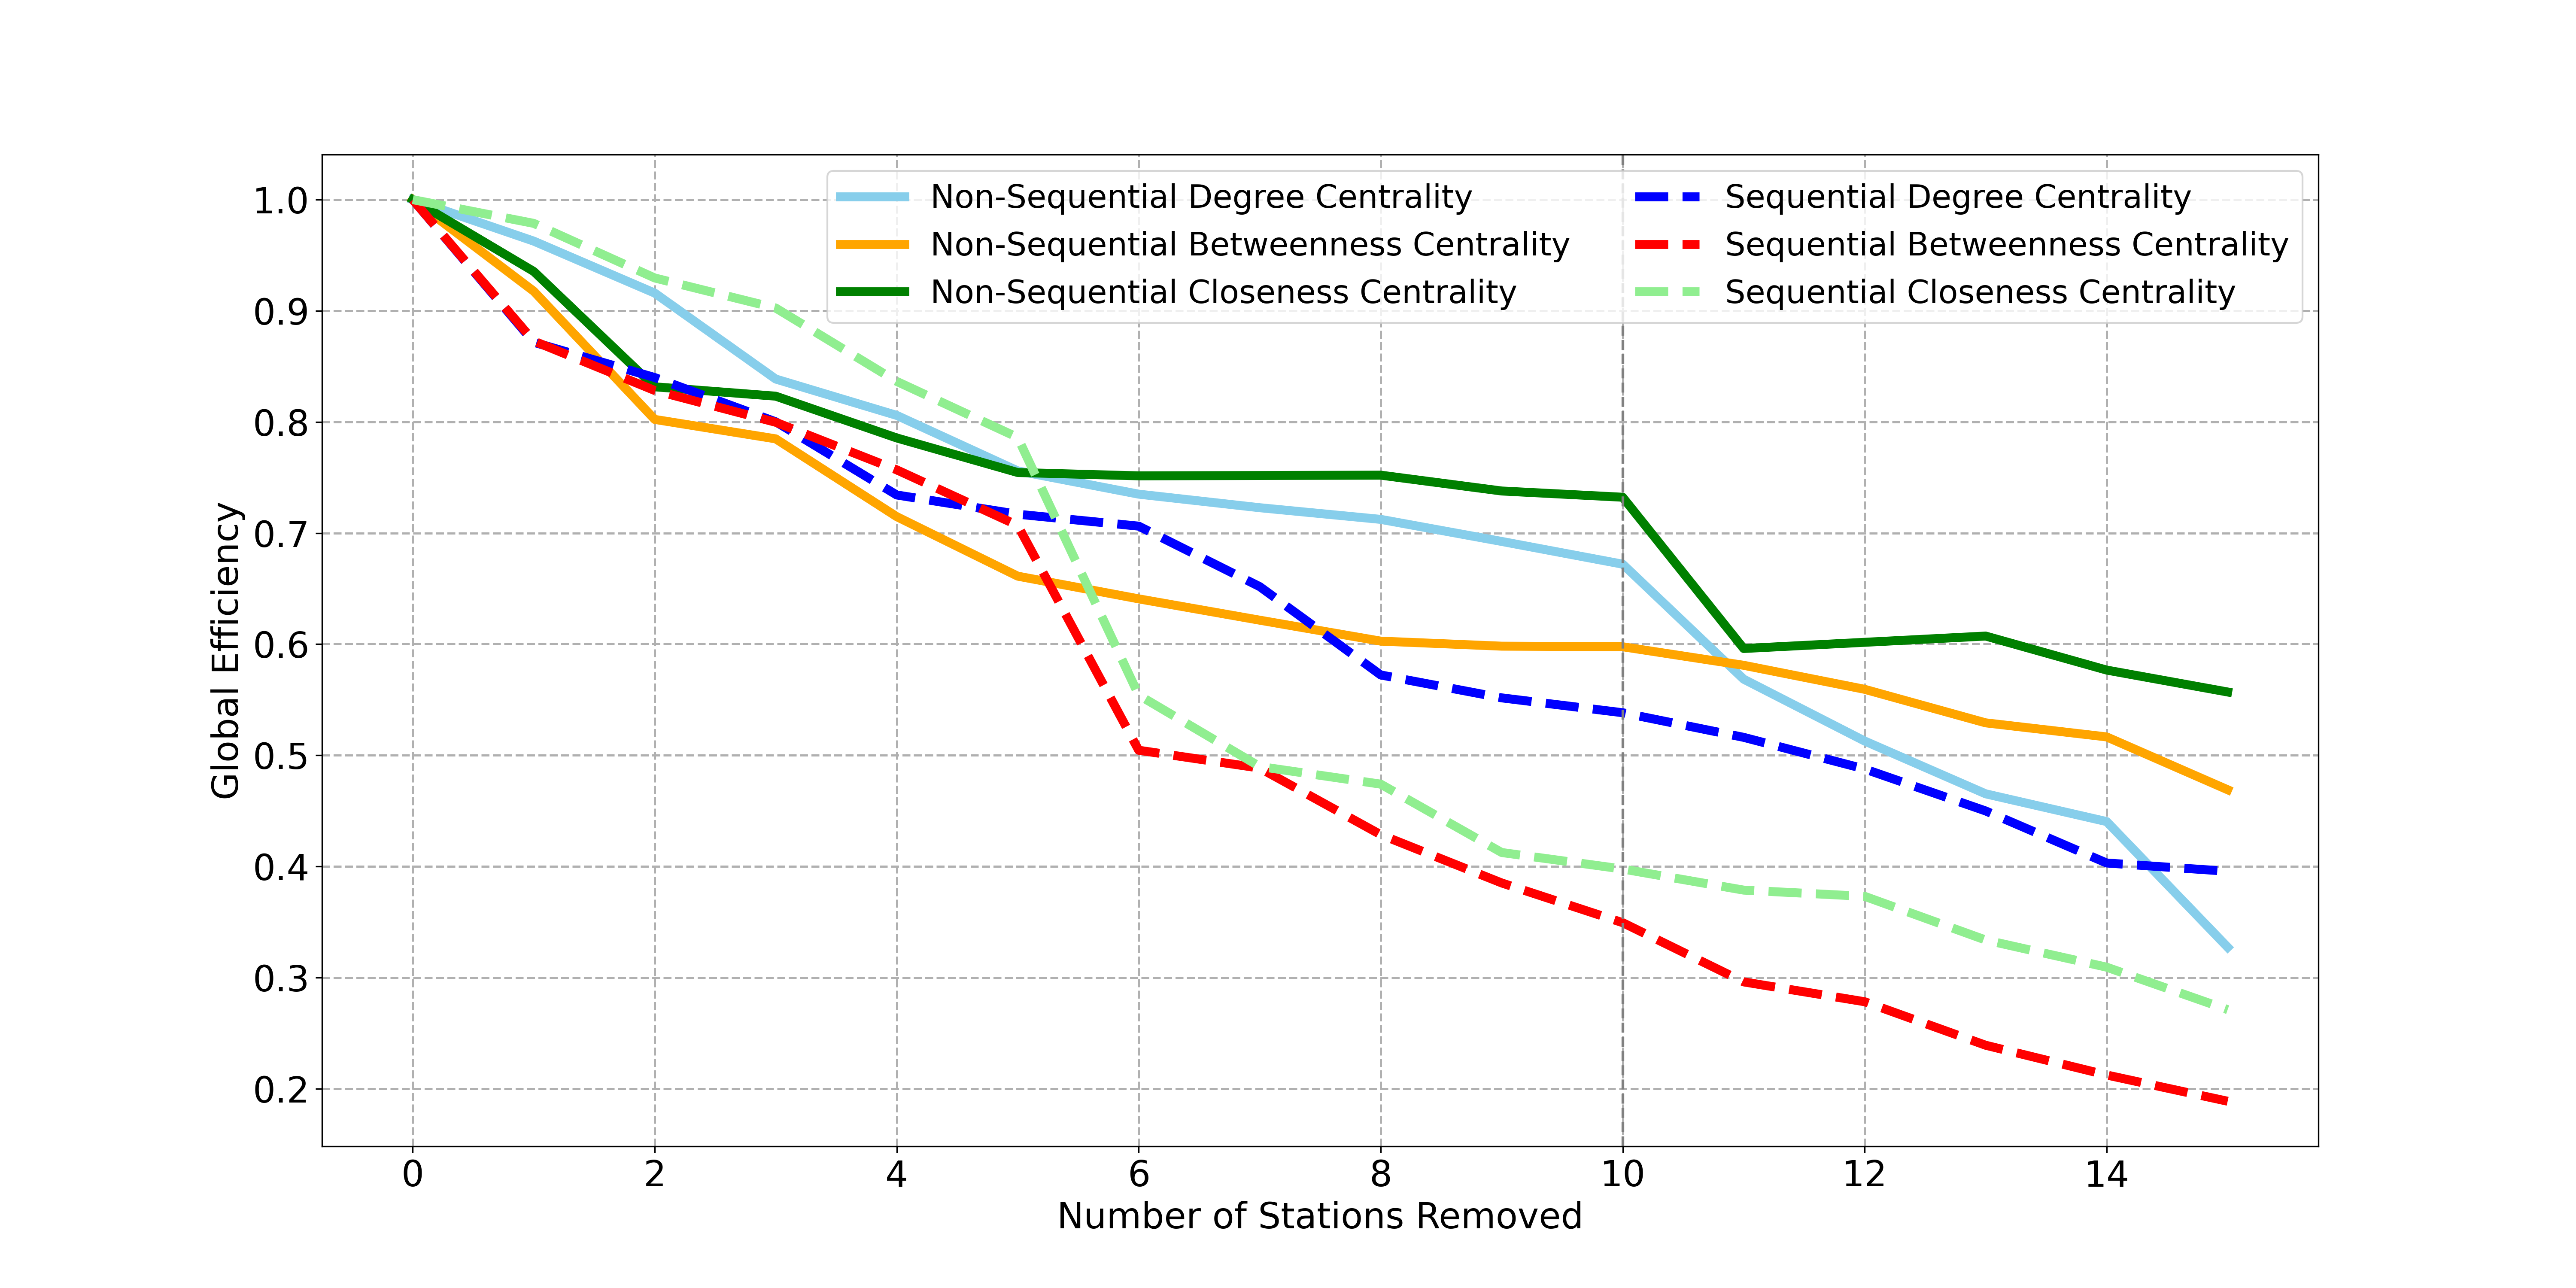 Non-Sequential Degree Centrality
Non-Sequential Betweenness Centrality
Non-Sequential Closeness Centrality
Sequential Degree Centrality
Sequential Betweenness Centrality
Sequential Closeness Centrality
Global Efficiency
1.0
0.9
0.8
0.7
0.6
0.5
0.4
0.3
0.2
0 2 4 6 8 10 12 14
Number of Stations Removed